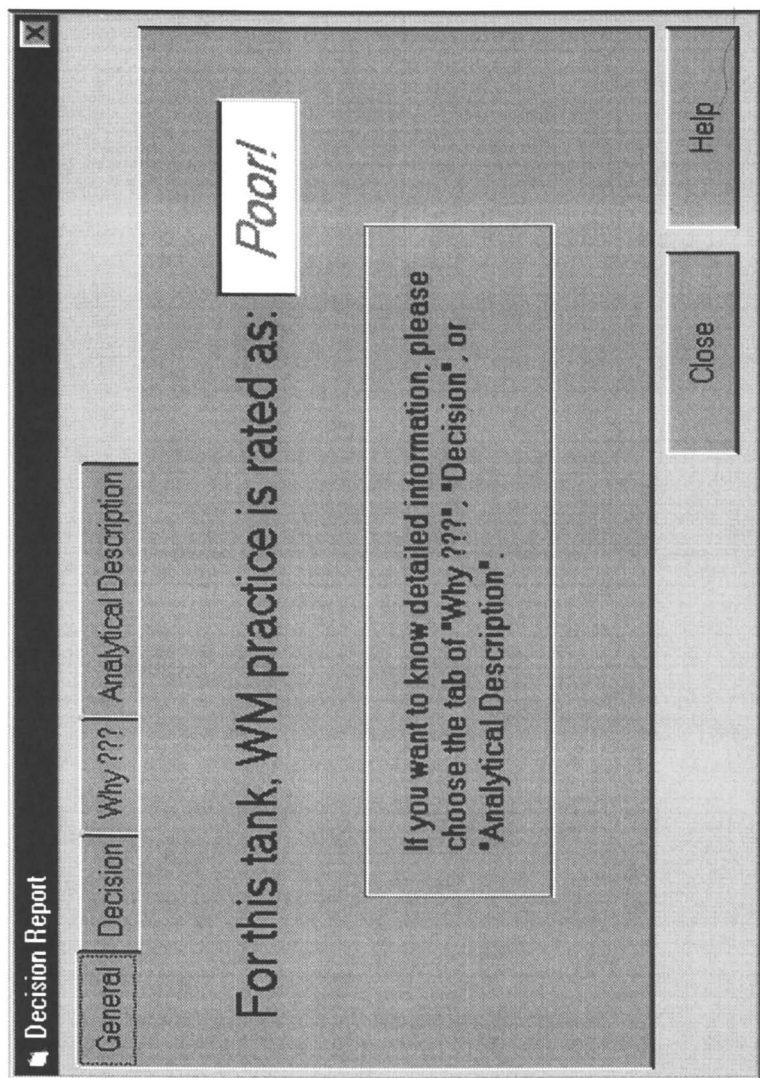 Decision Report
General
Decision
Why ???
Analytical Description
For this tank, WM practice is rated as:
Poor!
If you want to know detailed information, please
choose the tab of "Why ???", "Decision", or
"Analytical Description".
Close
Help